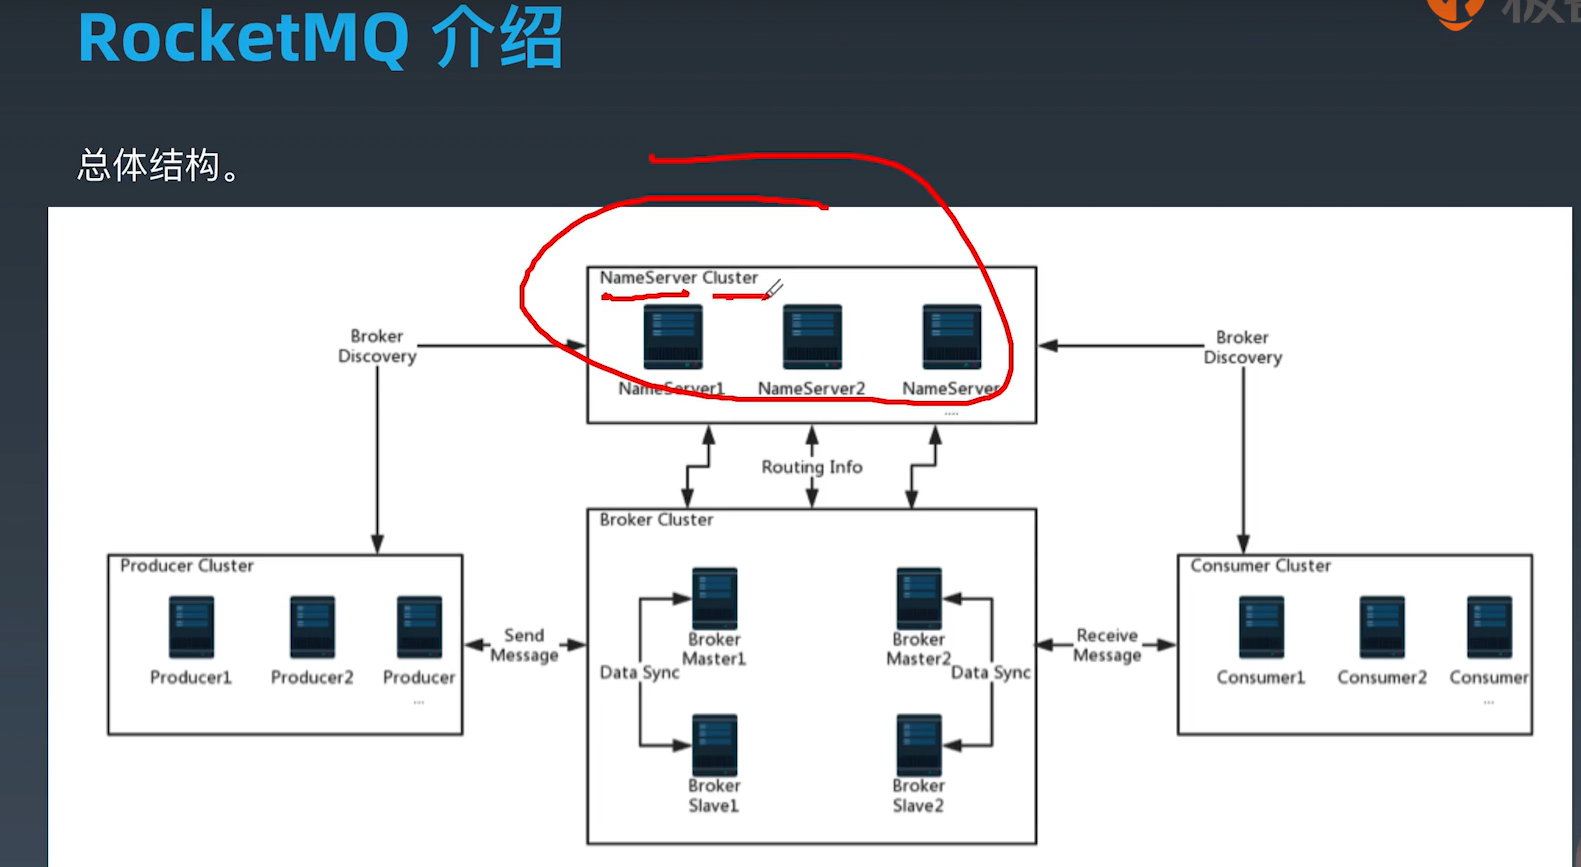 RocketMQ 介绍
总体结构。
NameServer Cluster
NameServer1
NameServer2
NameServer
....
Broker
Discovery
Broker
Discovery
Routing Info
Producer Cluster
Producer1
Producer2
Producer
...
Send
Message
Broker Cluster
Broker
Master1
Broker
Master2
Data Sync
Data Sync
Broker
Slave1
Broker
Slave2
Receive
Message
Consumer Cluster
Consumer1
Consumer2
Consumer
...